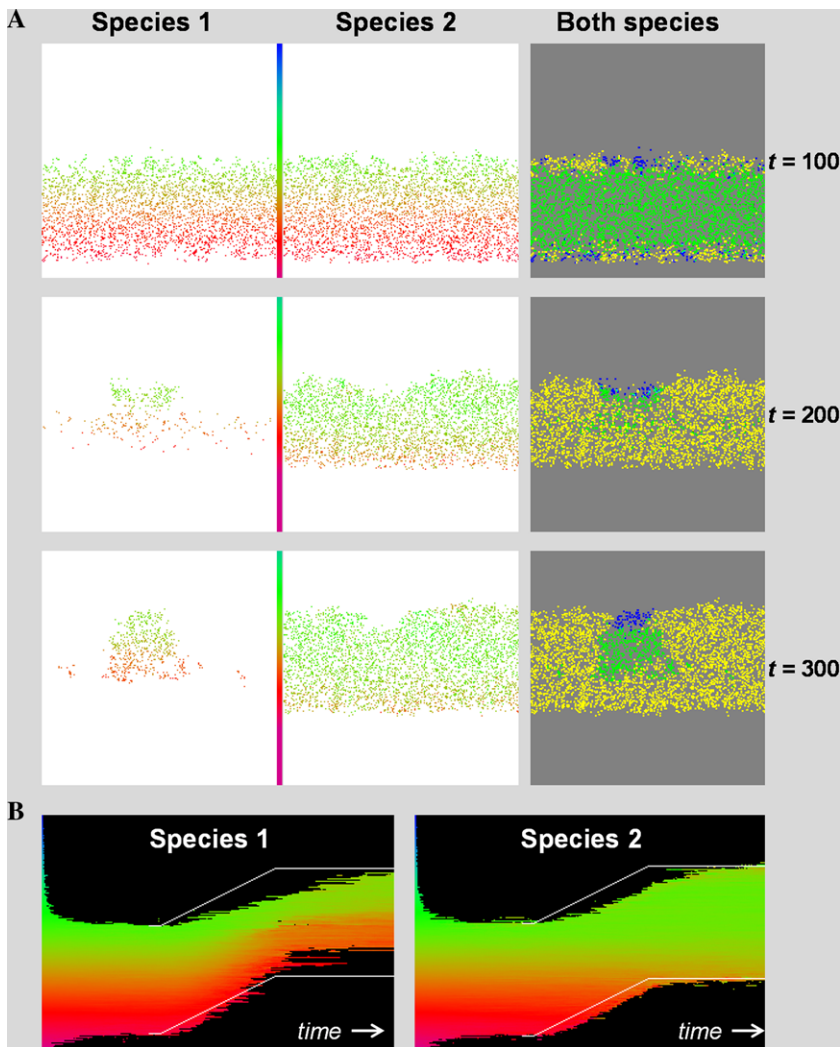 A
Species 1
Species 2
Both species
t = 100
t = 200
t = 300
B
Species 1
Species 2
time →
time →